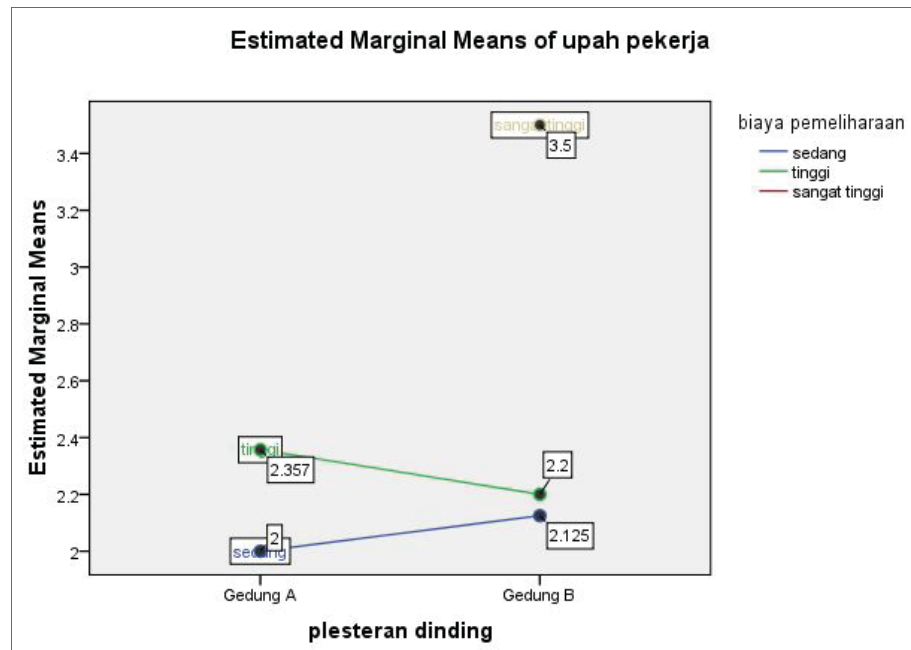 Estimated Marginal Means of upah pekerja
Estimated Marginal Means
3.4
3.2
3
2.8
2.6
2.4
2.2
2
sangat tinggi
3.5
tinggi
2.357
2.2
sedang
2
2.125
Gedung A
Gedung B
plesteran dinding
biaya pemeliharaan
sedang
tinggi
sangat tinggi